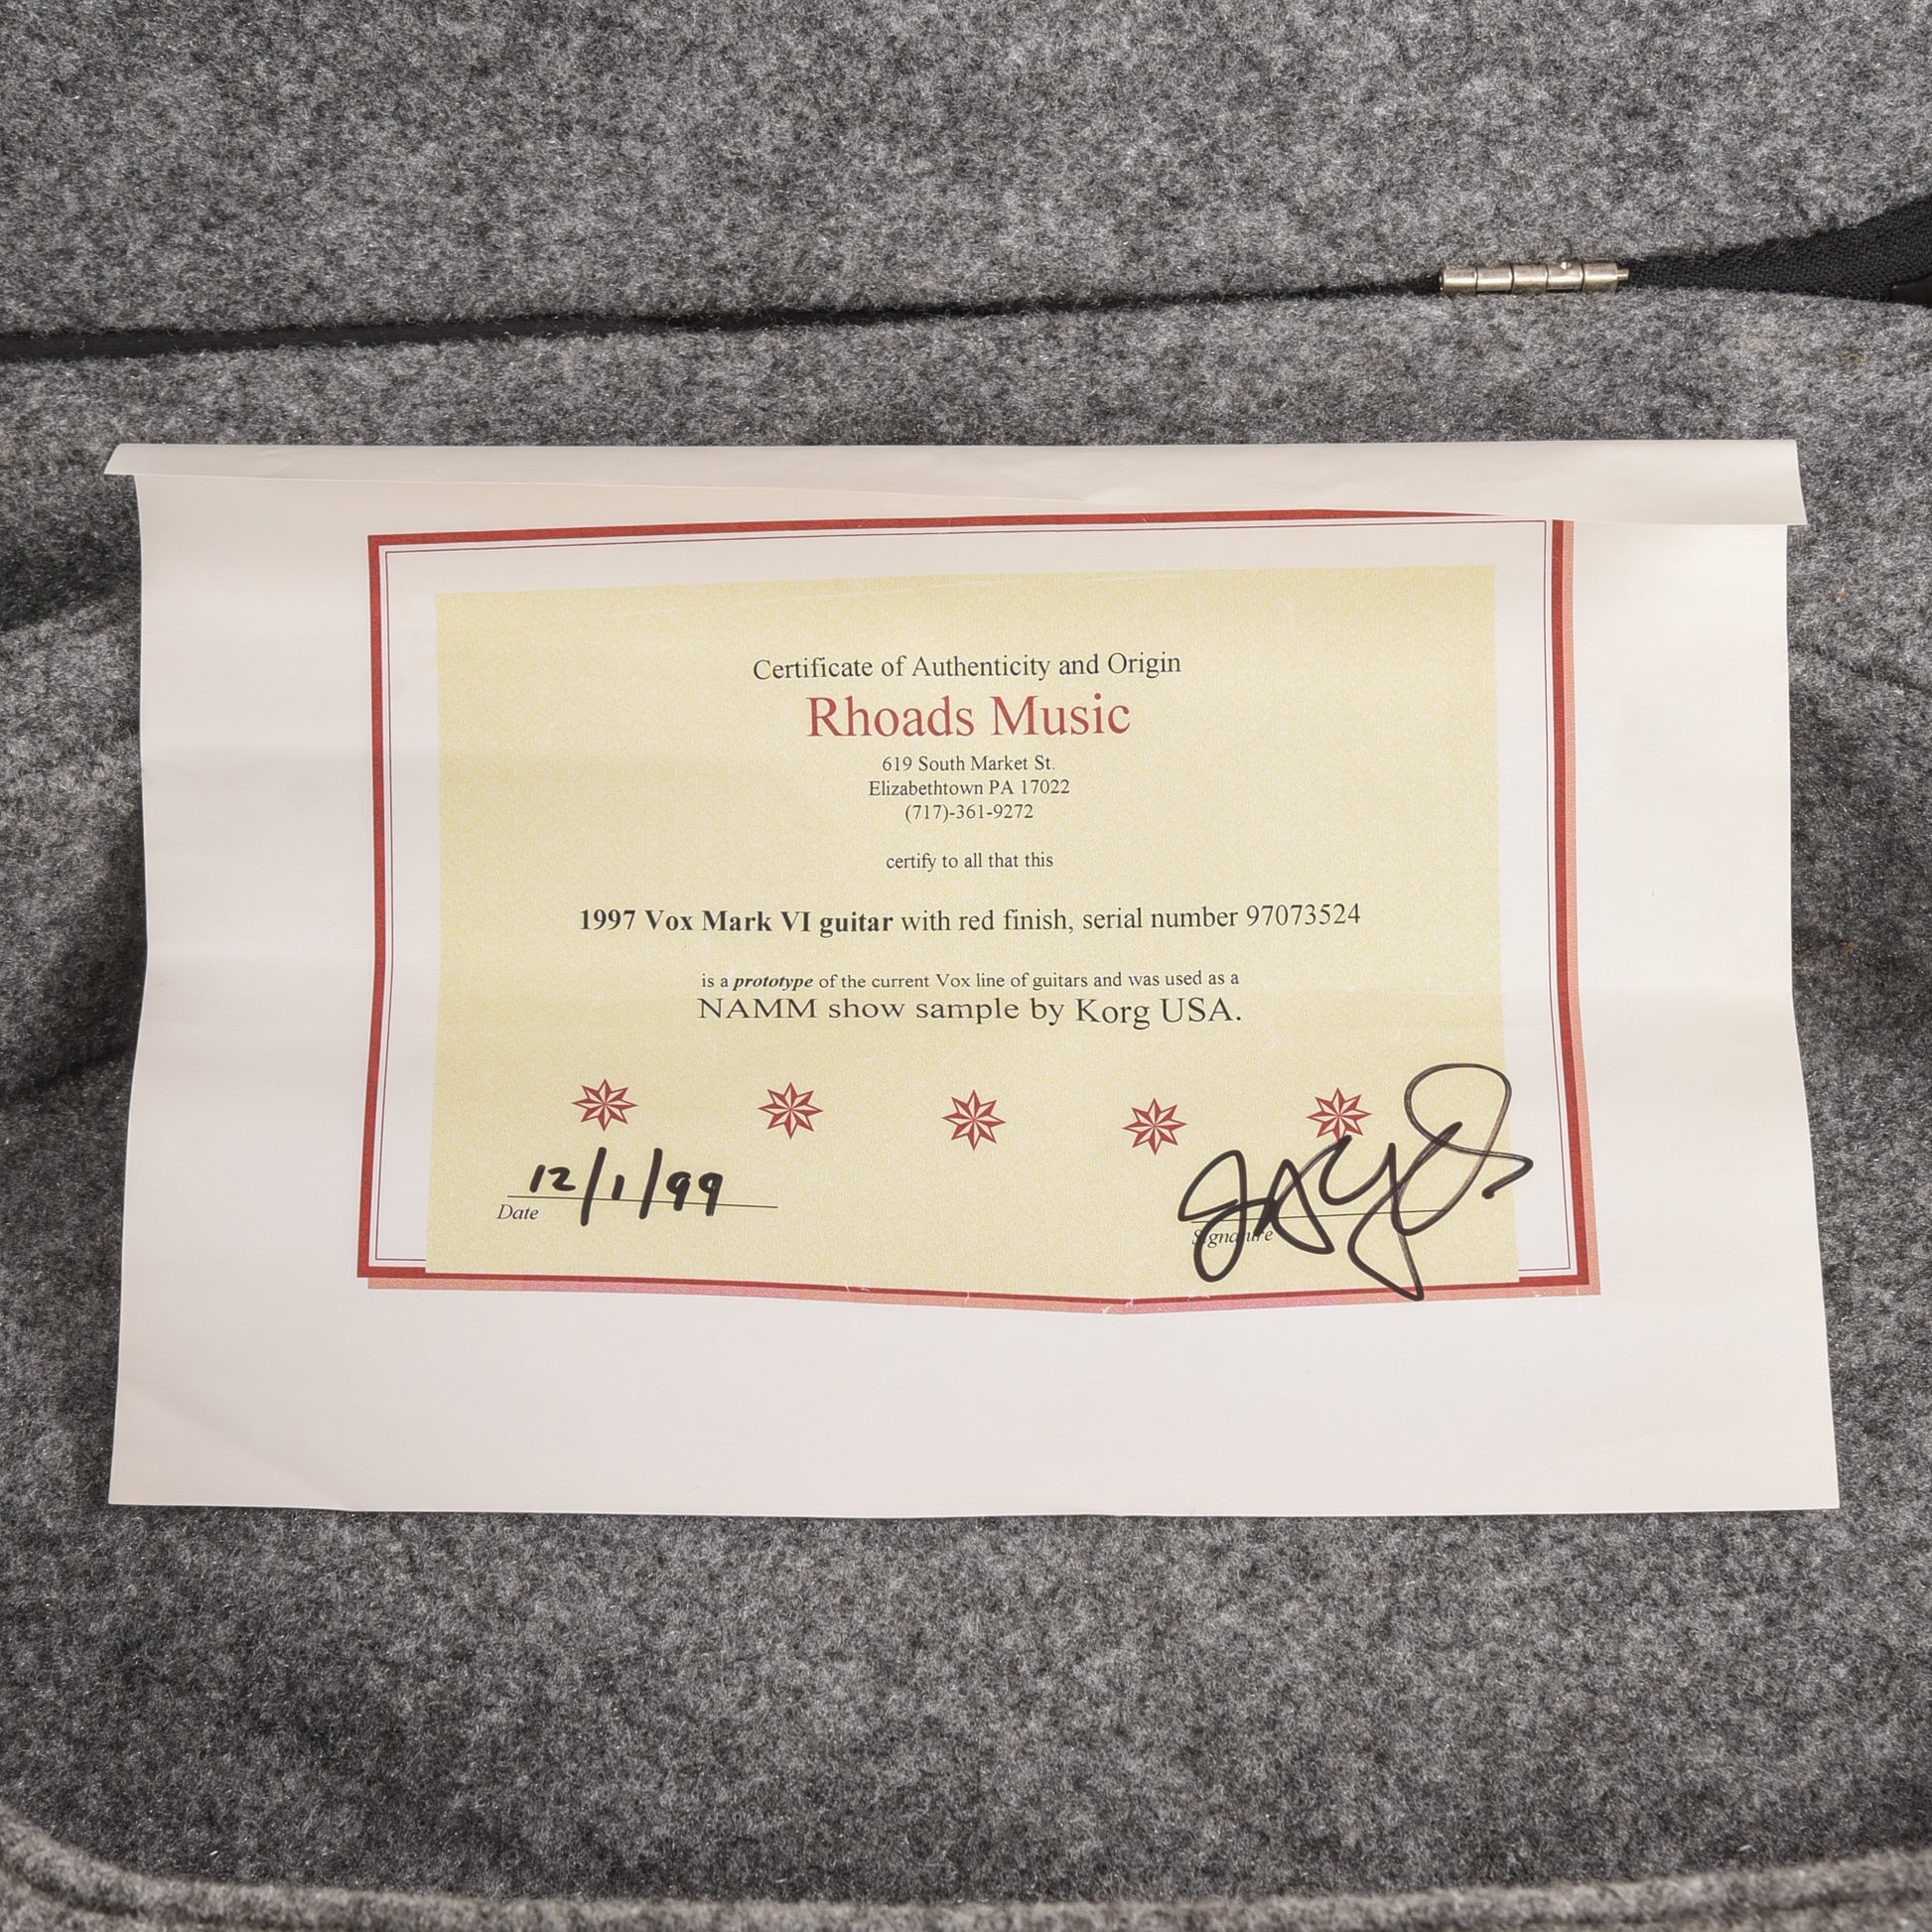 Certificate of Authenticity and Origin
Rhoads Music
619 South Market St.
Elizabethtown PA 17022
(717)-361-9272
certify to all that this
1997 Vox Mark VI guitar with red finish, serial number 97073524
is a prototype of the current Vox line of guitars and was used as a
NAMM show sample by Korg USA.
12/1/99
Date
Signature